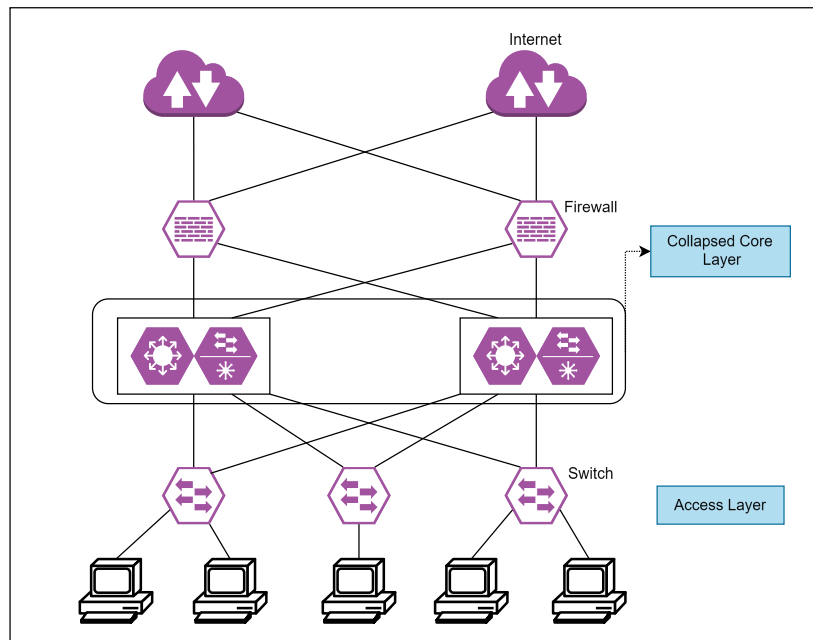 Internet
Firewall
Collapsed Core
Layer
Switch
Access Layer